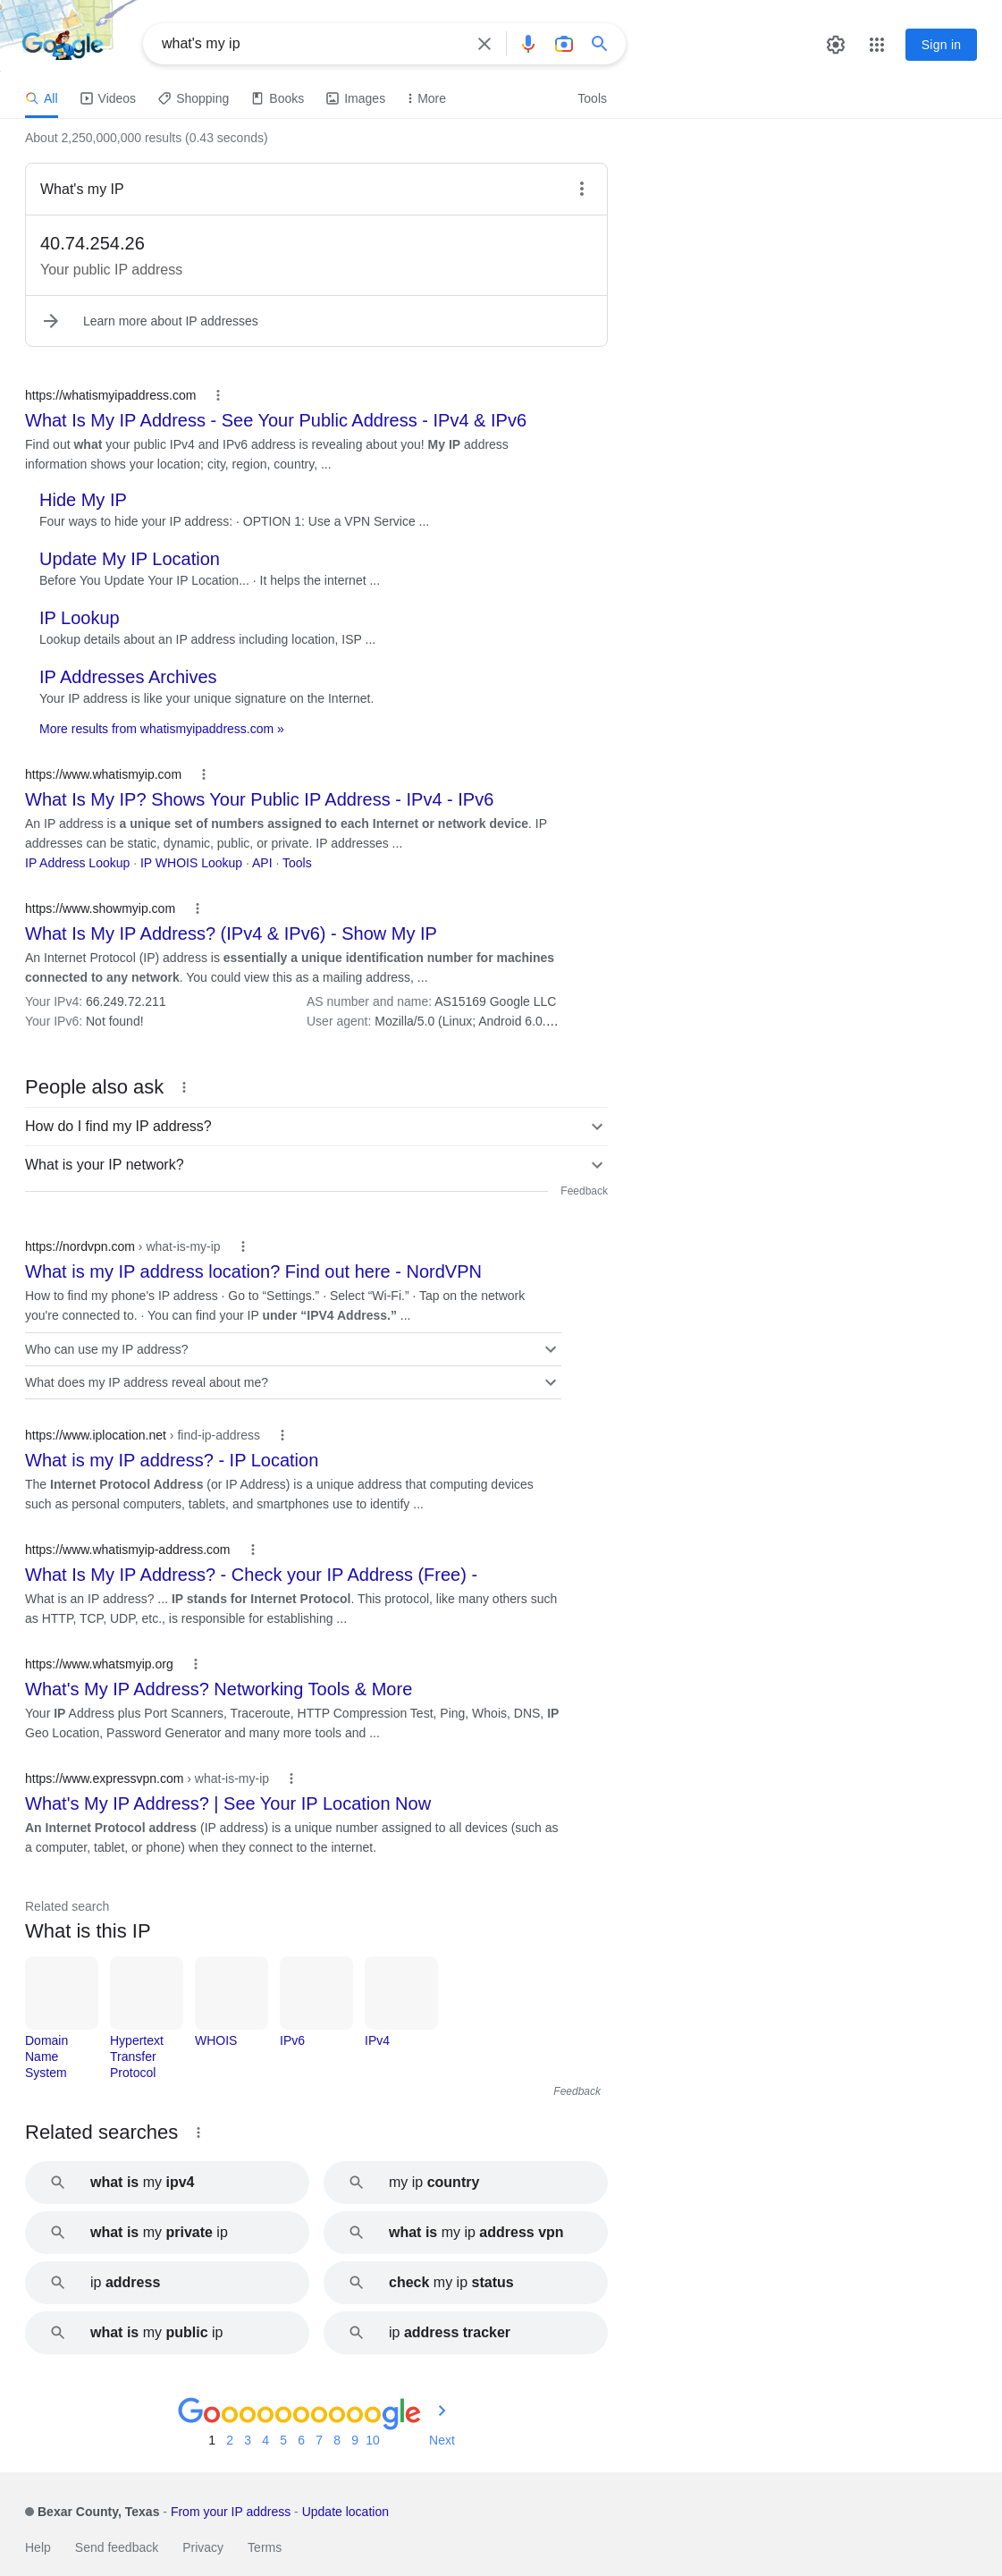 Google
what's my ip
Sign in
All
Videos
Shopping
Books
Images
More
Tools
About 2,250,000,000 results (0.43 seconds)
What's my IP
40.74.254.26
Your public IP address
Learn more about IP addresses
https://whatismyipaddress.com
What Is My IP Address - See Your Public Address - IPv4 & IPv6
Find out what your public IPv4 and IPv6 address is revealing about you! My IP address
information shows your location; city, region, country, ...
Hide My IP
Four ways to hide your IP address: · OPTION 1: Use a VPN Service ...
Update My IP Location
Before You Update Your IP Location... · It helps the internet ...
IP Lookup
Lookup details about an IP address including location, ISP ...
IP Addresses Archives
Your IP address is like your unique signature on the Internet.
More results from whatismyipaddress.com »
https://www.whatismyip.com
What Is My IP? Shows Your Public IP Address - IPv4 - IPv6
An IP address is a unique set of numbers assigned to each Internet or network device. IP
addresses can be static, dynamic, public, or private. IP addresses ...
IP Address Lookup · IP WHOIS Lookup · API · Tools
https://www.showmyip.com
What Is My IP Address? (IPv4 & IPv6) - Show My IP
An Internet Protocol (IP) address is essentially a unique identification number for machines
connected to any network. You could view this as a mailing address, ...
Your IPv4: 66.249.72.211
AS number and name: AS15169 Google LLC
Your IPv6: Not found!
User agent: Mozilla/5.0 (Linux; Android 6.0....
People also ask
How do I find my IP address?
What is your IP network?
Feedback
https://nordvpn.com › what-is-my-ip
What is my IP address location? Find out here - NordVPN
How to find my phone's IP address · Go to “Settings.” · Select “Wi-Fi.” · Tap on the network
you're connected to. · You can find your IP under “IPV4 Address.” ...
Who can use my IP address?
What does my IP address reveal about me?
https://www.iplocation.net › find-ip-address
What is my IP address? - IP Location
The Internet Protocol Address (or IP Address) is a unique address that computing devices
such as personal computers, tablets, and smartphones use to identify ...
https://www.whatismyip-address.com
What Is My IP Address? - Check your IP Address (Free) -
What is an IP address? ... IP stands for Internet Protocol. This protocol, like many others such
as HTTP, TCP, UDP, etc., is responsible for establishing ...
https://www.whatsmyip.org
What's My IP Address? Networking Tools & More
Your IP Address plus Port Scanners, Traceroute, HTTP Compression Test, Ping, Whois, DNS, IP
Geo Location, Password Generator and many more tools and ...
https://www.expressvpn.com › what-is-my-ip
What's My IP Address? | See Your IP Location Now
An Internet Protocol address (IP address) is a unique number assigned to all devices (such as
a computer, tablet, or phone) when they connect to the internet.
Related search
What is this IP
Domain
Name
System
Hypertext
Transfer
Protocol
WHOIS
IPv6
IPv4
Feedback
Related searches
what is my ipv4
my ip country
what is my private ip
what is my ip address vpn
ip address
check my ip status
what is my public ip
ip address tracker
Goooooooooogle
1 2 3 4 5 6 7 8 9 10 Next
Bexar County, Texas - From your IP address - Update location
Help Send feedback Privacy Terms